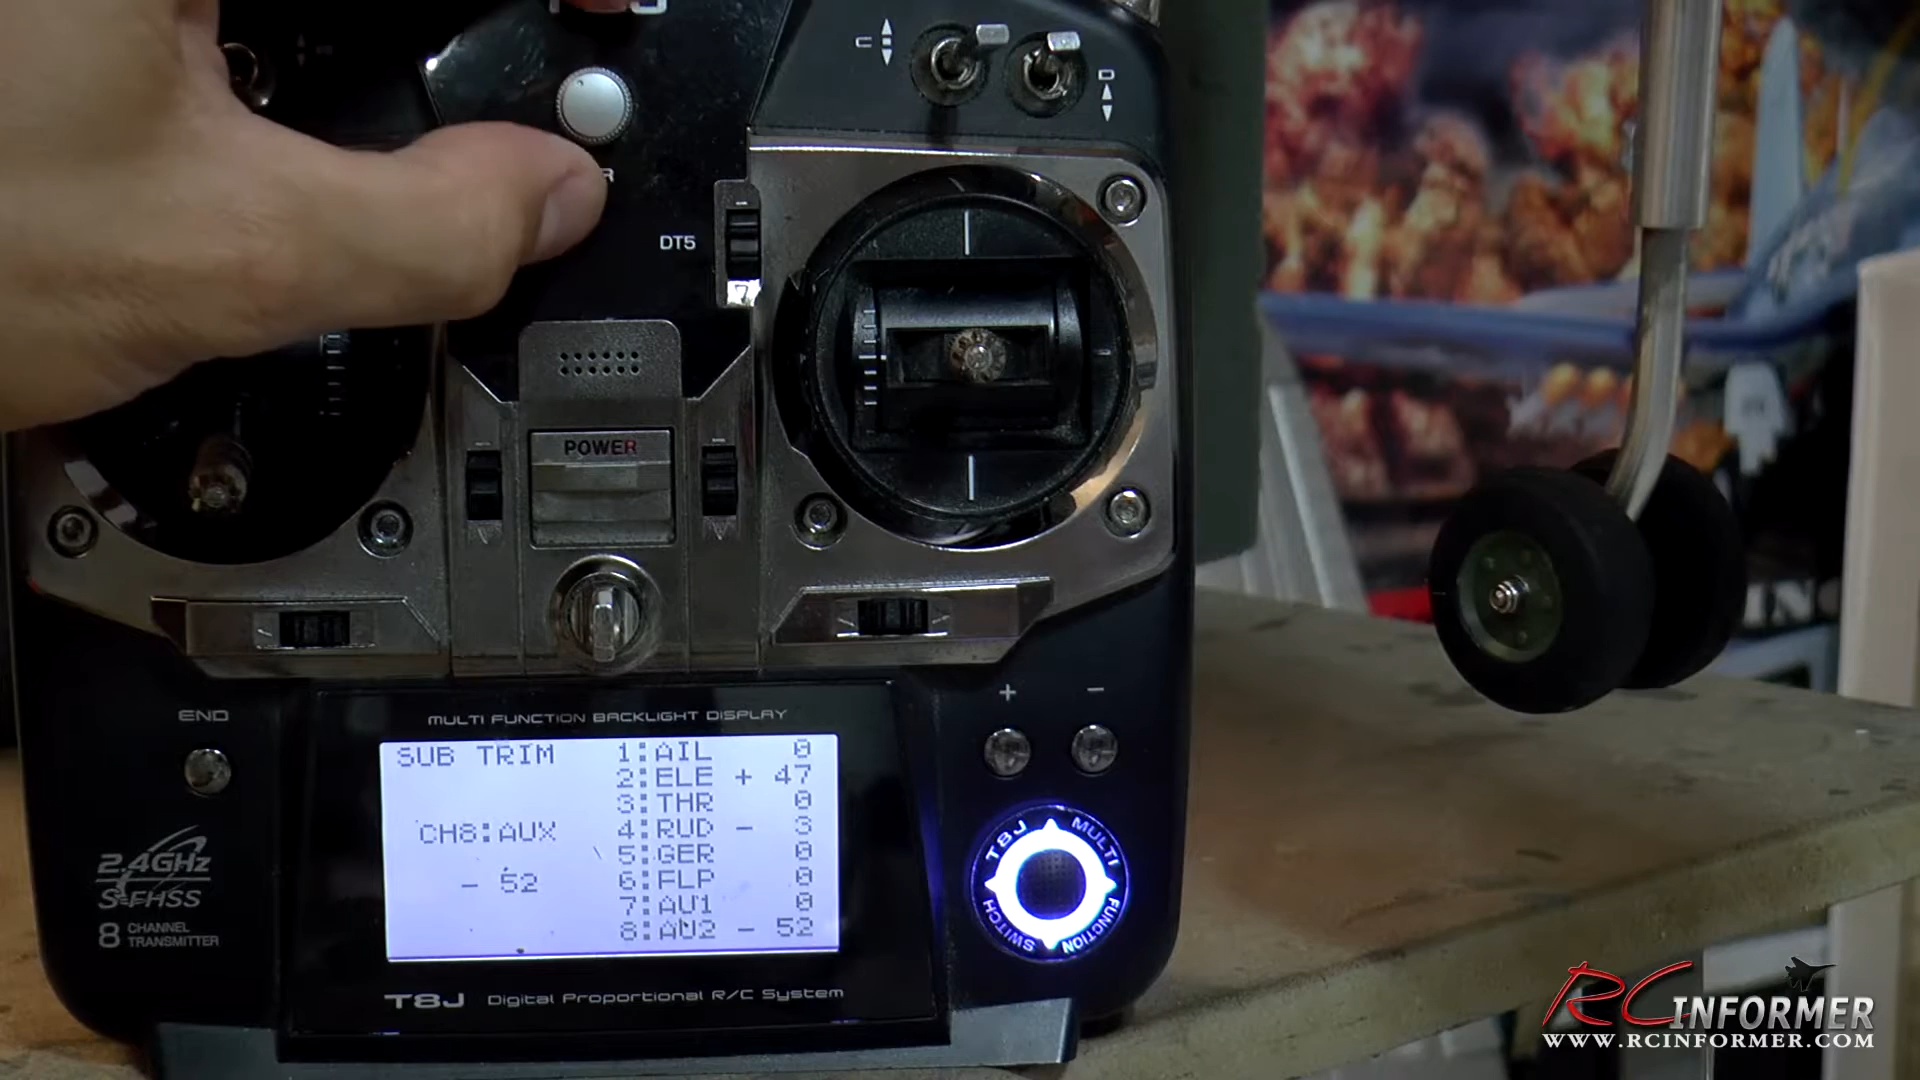 C
D
R
DT5
7
POWER
END
+ −
MULTI FUNCTION BACKLIGHT DISPLAY
SUB TRIM
CH8:AUX
- 52
1:AIL 0
2:ELE + 47
3:THR 0
4:RUD - 3
5:GER 0
6:FLP 0
7:AU1 0
8:AU2 - 52
T8J MULTI
SWITCH FUNCTION
2.4GHz
S-FHSS
8 CHANNEL TRANSMITTER
T8J Digital Proportional R/C System
RC INFORMER
WWW.RCINFORMER.COM